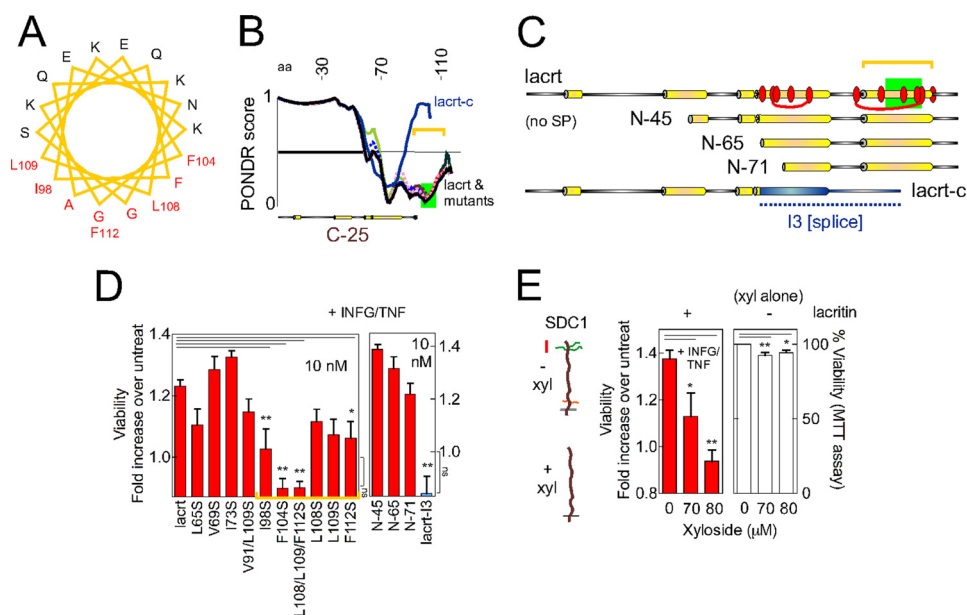 A
E
K
E
Q
Q
K
K
N
S
K
L109
F104
I98
F
A
L108
G
G
F112
B
aa
-30
-70
-110
lacrt-c
1
PONDR score
0
lacrt &
mutants
C-25
C
lacrt
(no SP)
N-45
N-65
N-71
lacrt-c
I3 [splice]
D
+ INFG/TNF
1.4
10 nM
10
nM
1.4
1.2
1.2
1.0
1.0
Viability
Fold increase over untreat
**
**
**
*
**
ns
ns
lacrt
L65S
V69S
I73S
V91/L109S
I98S
F104S
L108/L109/F112S
L108S
L109S
F112S
N-45
N-65
N-71
lacrt-I3
E
SDC1
-
xyl
+
xyl
(xyl alone)
+
-
lacritin
+ INFG/
TNF
1.4
1.2
1.0
0.8
Viability
Fold increase over untreat
*
**
**
*
100
50
0
% Viability (MTT assay)
0
70
80
0
70
80
Xyloside (μM)